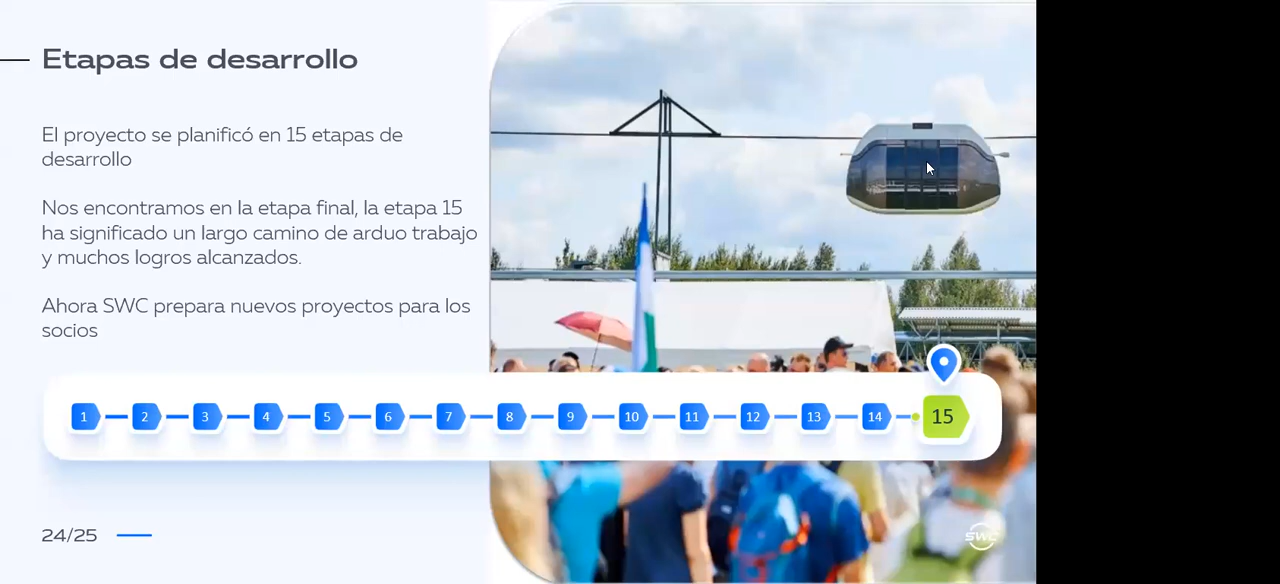 Etapas de desarrollo
El proyecto se planificó en 15 etapas de
desarrollo
Nos encontramos en la etapa final, la etapa 15
ha significado un largo camino de arduo trabajo
y muchos logros alcanzados.
Ahora SWC prepara nuevos proyectos para los
socios
1 2 3 4 5 6 7 8 9 10 11 12 13 14 15
24/25
SWC